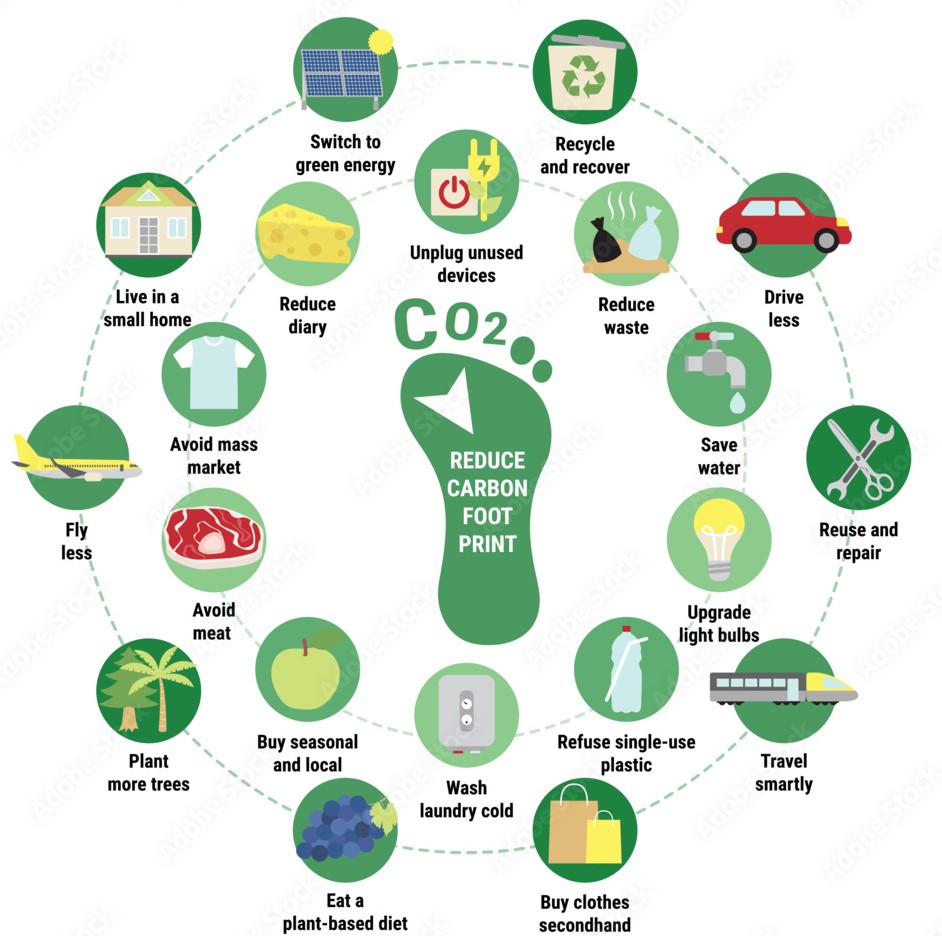 Switch to
green energy
Recycle
and recover
Unplug unused
devices
Live in a
small home
Reduce
diary
Reduce
waste
Drive
less
CO2
Avoid mass
market
Save
water
REDUCE
CARBON
FOOT
PRINT
Fly
less
Reuse and
repair
Avoid
meat
Upgrade
light bulbs
Plant
more trees
Buy seasonal
and local
Refuse single-use
plastic
Travel
smartly
Wash
laundry cold
Eat a
plant-based diet
Buy clothes
secondhand
Adobe Stock